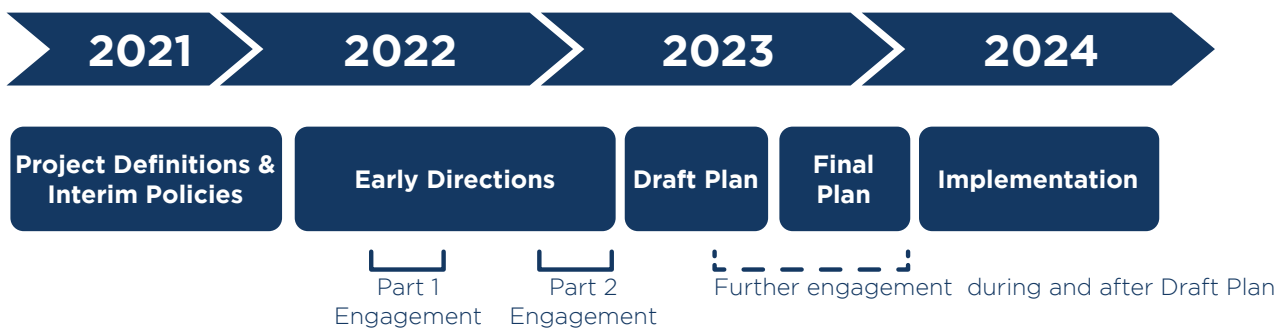 2021
2022
2023
2024
Project Definitions &
Interim Policies
Early Directions
Draft Plan
Final
Plan
Implementation
Part 1
Engagement
Part 2
Engagement
Further engagement during and after Draft Plan